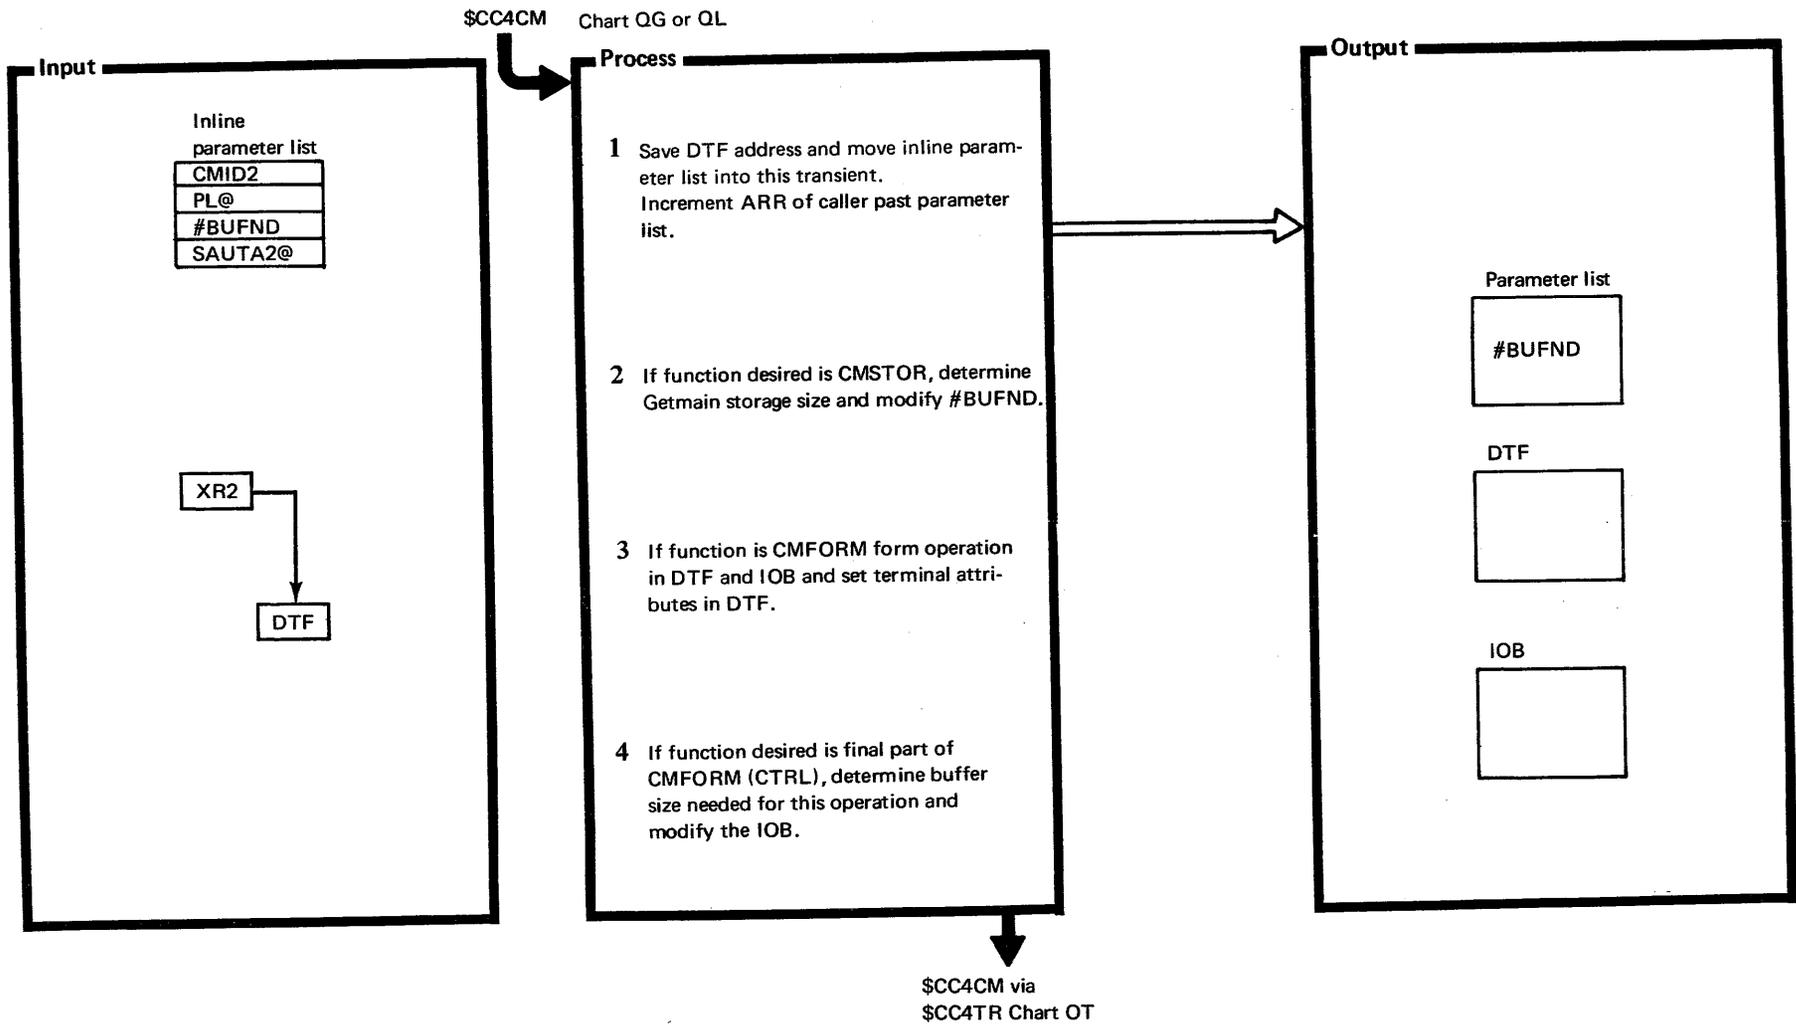 $CC4CM Chart QG or QL
Input
Inline
parameter list
CMID2
PL@
#BUFND
SAUTA2@
XR2
DTF
Process
1 Save DTF address and move inline param-
eter list into this transient.
Increment ARR of caller past parameter
list.
2 If function desired is CMSTOR, determine
Getmain storage size and modify #BUFND.
3 If function is CMFORM form operation
in DTF and IOB and set terminal attri-
butes in DTF.
4 If function desired is final part of
CMFORM (CTRL), determine buffer
size needed for this operation and
modify the IOB.
$CC4CM via
$CC4TR Chart OT
Output
Parameter list
#BUFND
DTF
IOB